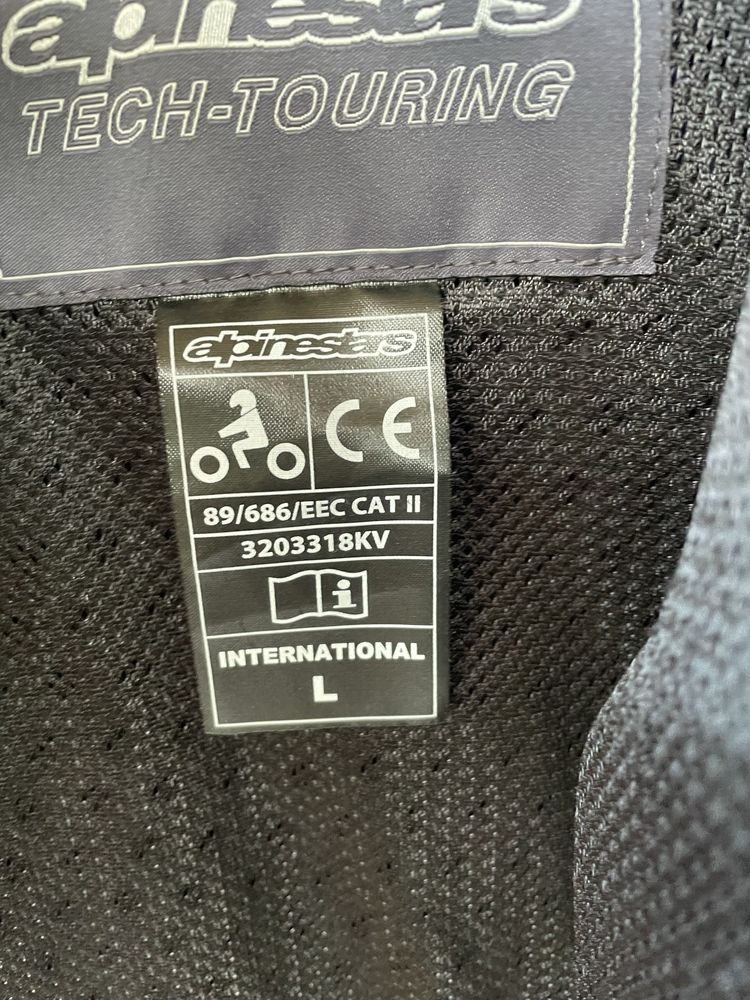 alpinestars
TECH-TOURING
alpinestars
CE
89/686/EEC CAT II
3203318KV
i
INTERNATIONAL
L